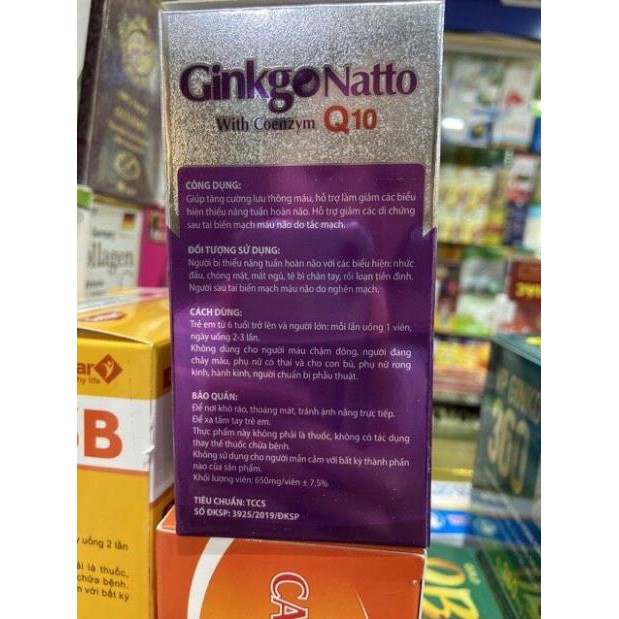 GinkgoNatto
With Coenzym Q10
CÔNG DỤNG:
Giúp tăng cường lưu thông máu, hỗ trợ làm giảm các biểu
hiện thiểu năng tuần hoàn não. Hỗ trợ giảm các di chứng
sau tai biến mạch máu não do tắc mạch.
ĐỐI TƯỢNG SỬ DỤNG:
Người bị thiểu năng tuần hoàn não với các biểu hiện: nhức
đầu, chóng mặt, mất ngủ, tê bì chân tay, rối loạn tiền đình.
Người sau tai biến mạch máu não do nghẽn mạch.
CÁCH DÙNG:
Trẻ em từ 6 tuổi trở lên và người lớn: mỗi lần uống 1 viên,
ngày uống 2-3 lần.
Không dùng cho người máu chậm đông, người đang
chảy máu, phụ nữ có thai và cho con bú, phụ nữ rong
kinh, hành kinh, người chuẩn bị phẫu thuật.
BẢO QUẢN:
Để nơi khô ráo, thoáng mát, tránh ánh nắng trực tiếp.
Để xa tầm tay trẻ em.
Thực phẩm này không phải là thuốc, không có tác dụng
thay thế thuốc chữa bệnh.
Không sử dụng cho người mẫn cảm với bất kỳ thành phần
nào của sản phẩm.
Khối lượng viên: 650mg/viên ± 7,5%
TIÊU CHUẨN: TCCS
SỐ ĐKSP: 3925/2019/ĐKSP
ollagen
ar
hy life
B
y uống 2 lần
ải là thuốc,
chữa bệnh.
n với bất kỳ
CA
360
OB